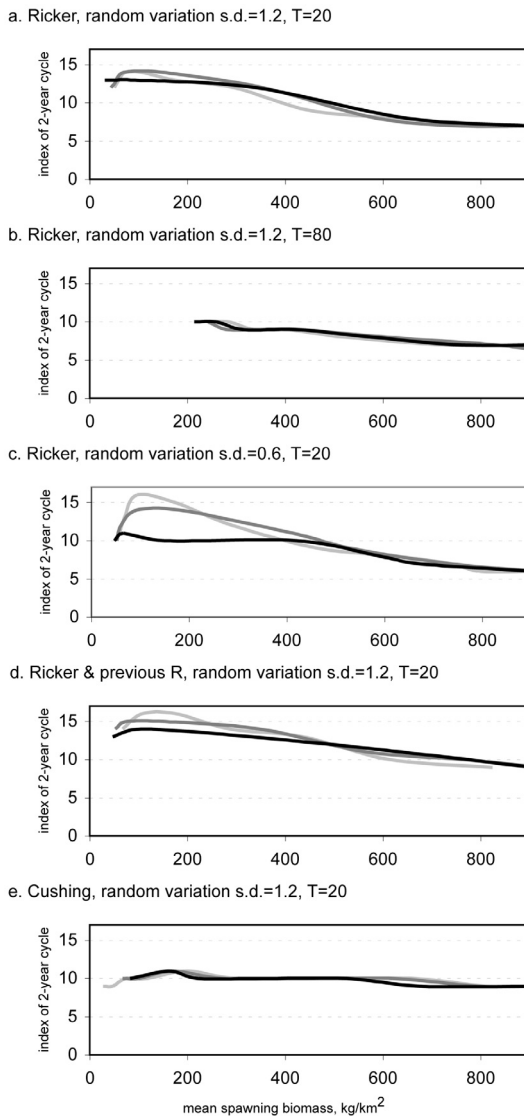 a. Ricker, random variation s.d.=1.2, T=20
index of 2-year cycle
15
10
5
0
0 200 400 600 800
b. Ricker, random variation s.d.=1.2, T=80
index of 2-year cycle
15
10
5
0
0 200 400 600 800
c. Ricker, random variation s.d.=0.6, T=20
index of 2-year cycle
15
10
5
0
0 200 400 600 800
d. Ricker & previous R, random variation s.d.=1.2, T=20
index of 2-year cycle
15
10
5
0
0 200 400 600 800
e. Cushing, random variation s.d.=1.2, T=20
index of 2-year cycle
15
10
5
0
0 200 400 600 800
mean spawning biomass, kg/km²